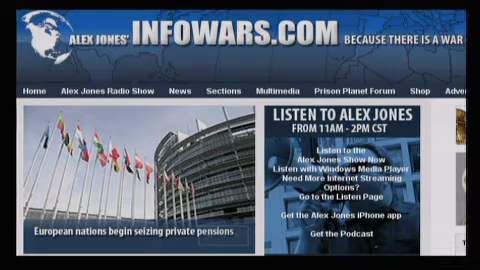 ALEX JONES' INFOWARS.COM BECAUSE THERE IS A WAR
Home Alex Jones Radio Show News Sections Multimedia Prison Planet Forum Shop
LISTEN TO ALEX JONES
FROM 11AM - 2PM CST
Listen to the
Alex Jones Show Now
Listen with Windows Media Player
Need More Internet Streaming
Options?
Go to the Listen Page
Get the Alex Jones iPhone app
Get the Podcast
European nations begin seizing private pensions